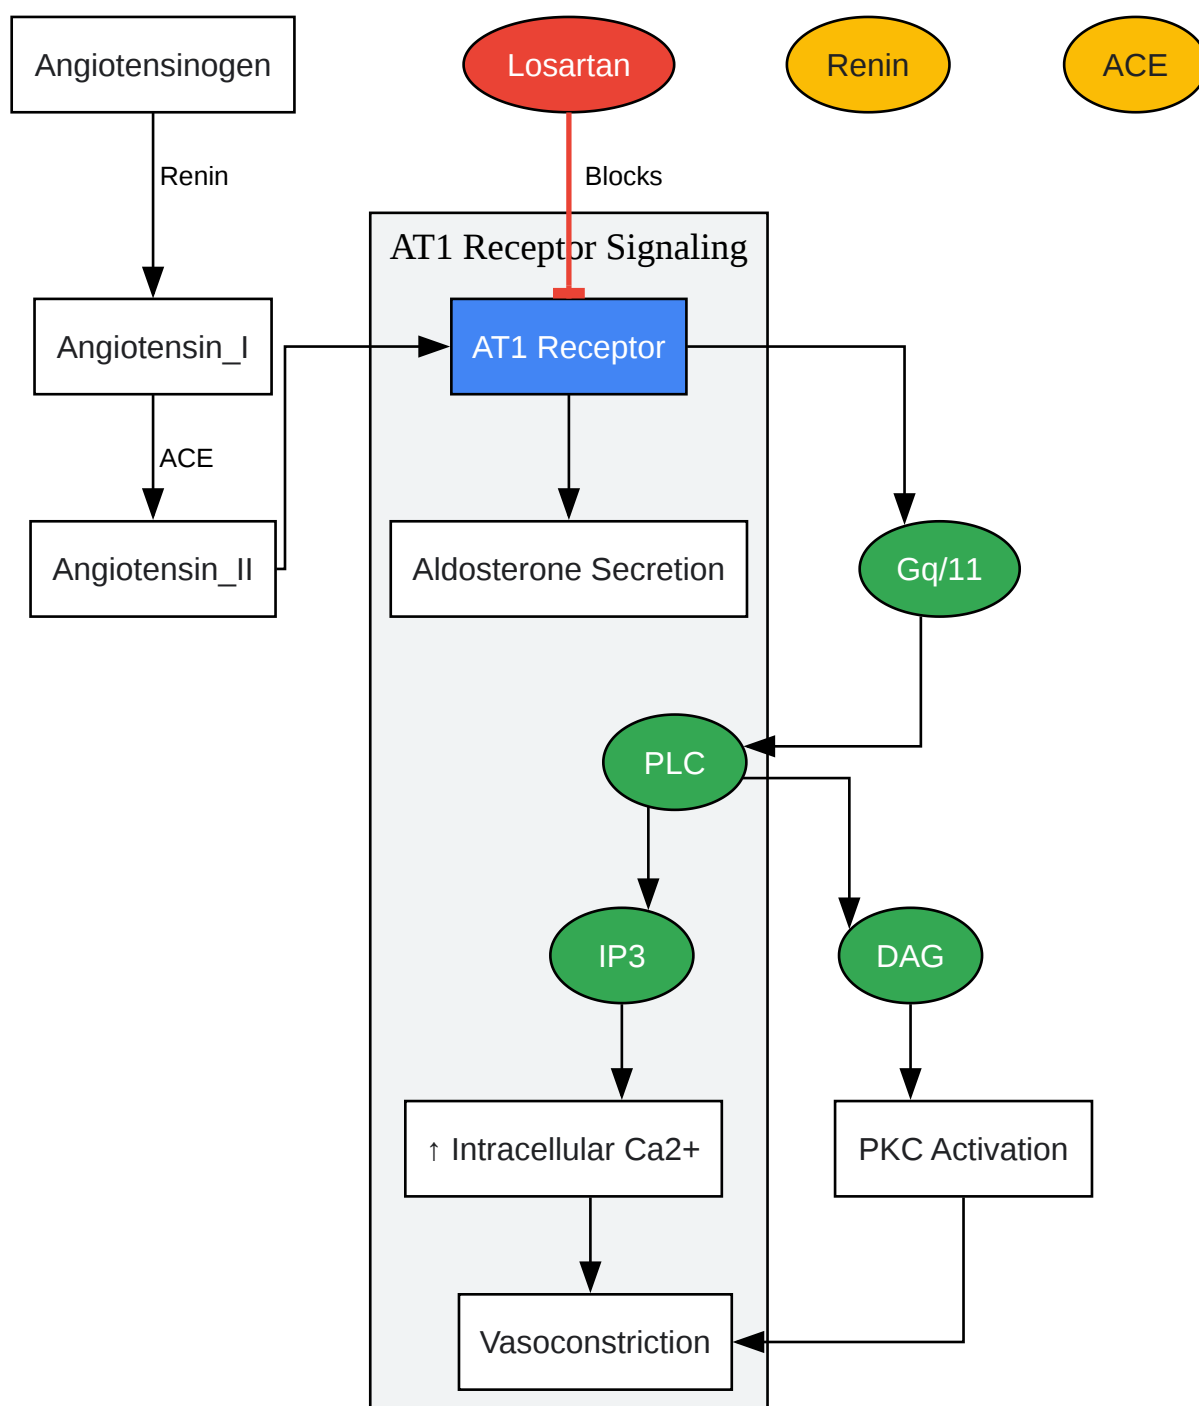 Angiotensinogen
Losartan
Renin
ACE
Renin
Blocks
AT1 Receptor Signaling
Angiotensin_I
AT1 Receptor
ACE
Angiotensin_II
Aldosterone Secretion
Gq/11
PLC
IP3
DAG
↑ Intracellular Ca2+
PKC Activation
Vasoconstriction